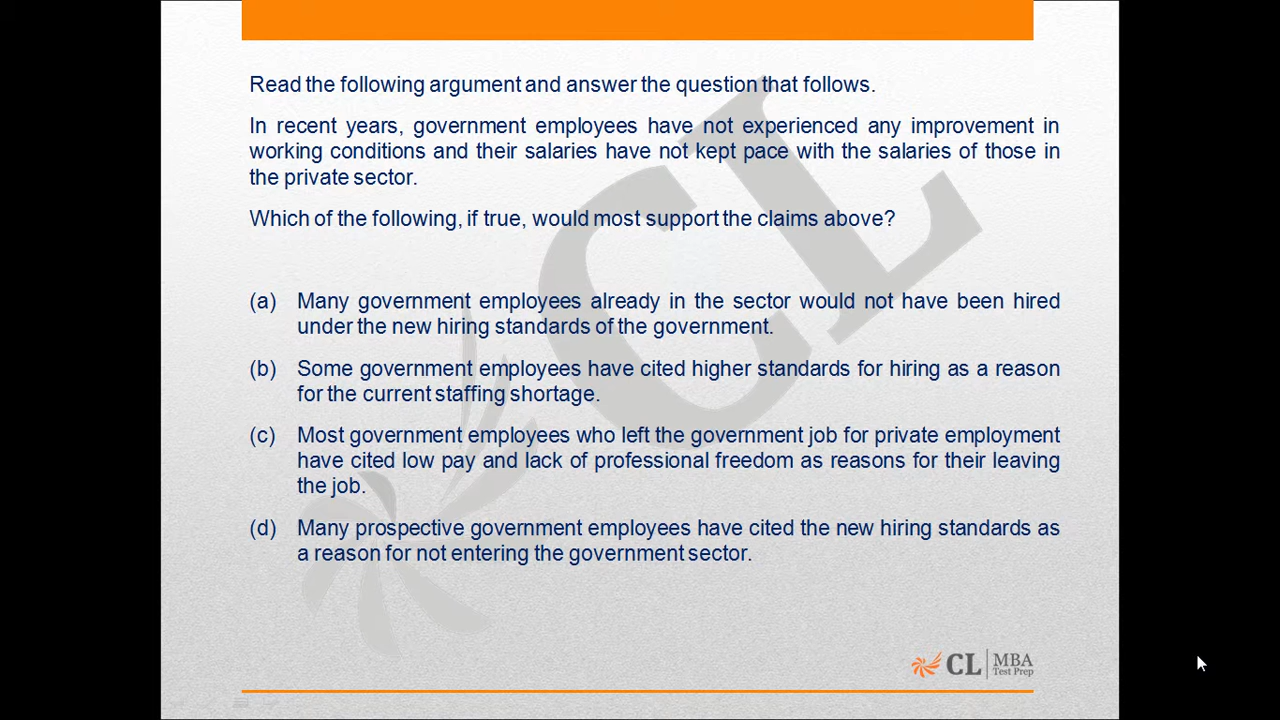 Read the following argument and answer the question that follows.
In recent years, government employees have not experienced any improvement in
working conditions and their salaries have not kept pace with the salaries of those in
the private sector.
Which of the following, if true, would most support the claims above?
(a) Many government employees already in the sector would not have been hired
under the new hiring standards of the government.
(b) Some government employees have cited higher standards for hiring as a reason
for the current staffing shortage.
(c) Most government employees who left the government job for private employment
have cited low pay and lack of professional freedom as reasons for their leaving
the job.
(d) Many prospective government employees have cited the new hiring standards as
a reason for not entering the government sector.
CL
CL
MBA
Test Prep